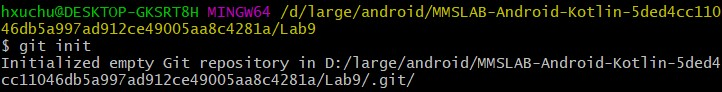 hxuchu@DESKTOP-GKSRT8H MINGW64 /d/large/android/MMSLAB-Android-Kotlin-5ded4cc110
46db5a997ad912ce49005aa8c4281a/Lab9
$ git init
Initialized empty Git repository in D:/large/android/MMSLAB-Android-Kotlin-5ded4
cc11046db5a997ad912ce49005aa8c4281a/Lab9/.git/